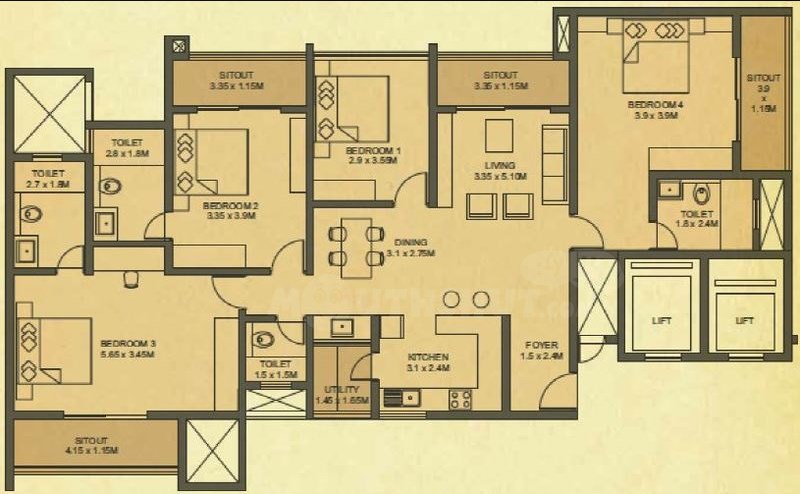 SITOUT
3.35 x 1.15M
SITOUT
3.35 x 1.15M
BEDROOM 4
3.9 x 3.9M
SITOUT
3.9
x
1.15M
TOILET
2.8 x 1.8M
BEDROOM 1
2.9 x 3.55M
LIVING
3.35 x 5.10M
TOILET
2.7 x 1.8M
BEDROOM 2
3.35 x 3.9M
TOILET
1.8 x 2.4M
DINING
3.1 x 2.75M
LIFT
LIFT
BEDROOM 3
5.65 x 3.45M
TOILET
1.5 x 1.5M
KITCHEN
3.1 x 2.4M
FOYER
1.5 x 2.4M
UTILITY
1.45 x 1.65M
SITOUT
4.15 x 1.15M